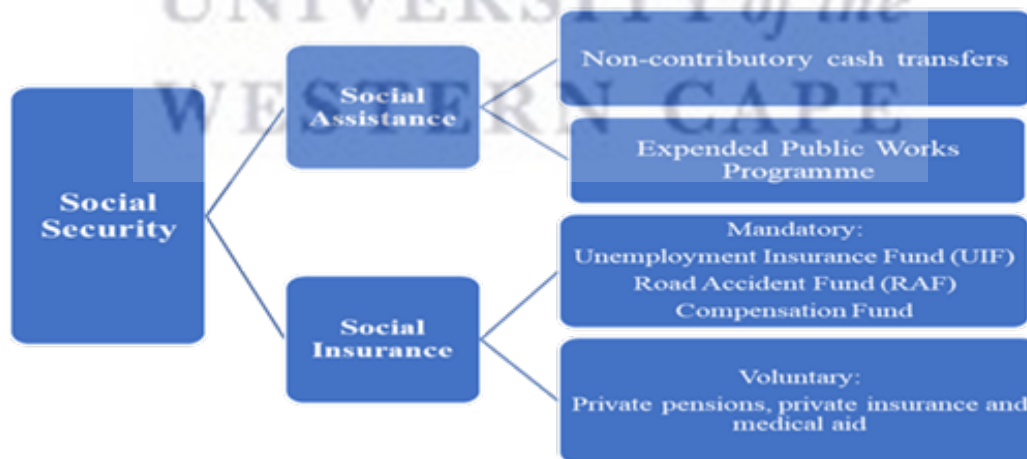 UNIVERSITY of the
WESTERN CAPE
Social
Security
Social
Assistance
Non-contributory cash transfers
Expended Public Works
Programme
Social
Insurance
Mandatory:
Unemployment Insurance Fund (UIF)
Road Accident Fund (RAF)
Compensation Fund
Voluntary:
Private pensions, private insurance and
medical aid